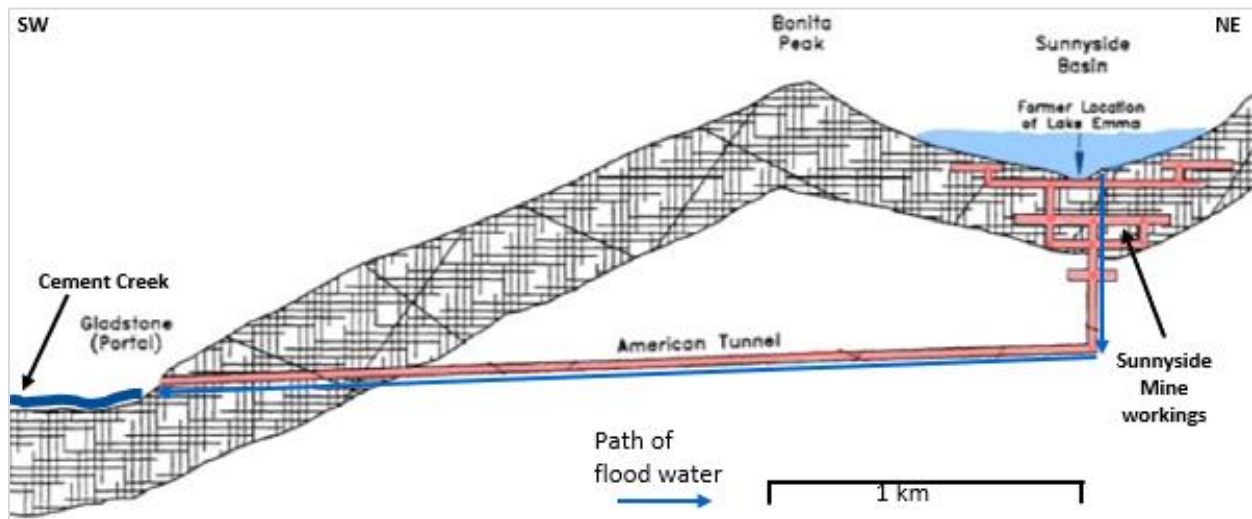 SW
Bonita
Peak
Sunnyside
Basin
NE
Former Location
of Lake Emma
Cement Creek
Gladstone
(Portal)
American Tunnel
Sunnyside
Mine
workings
Path of
flood water
1 km